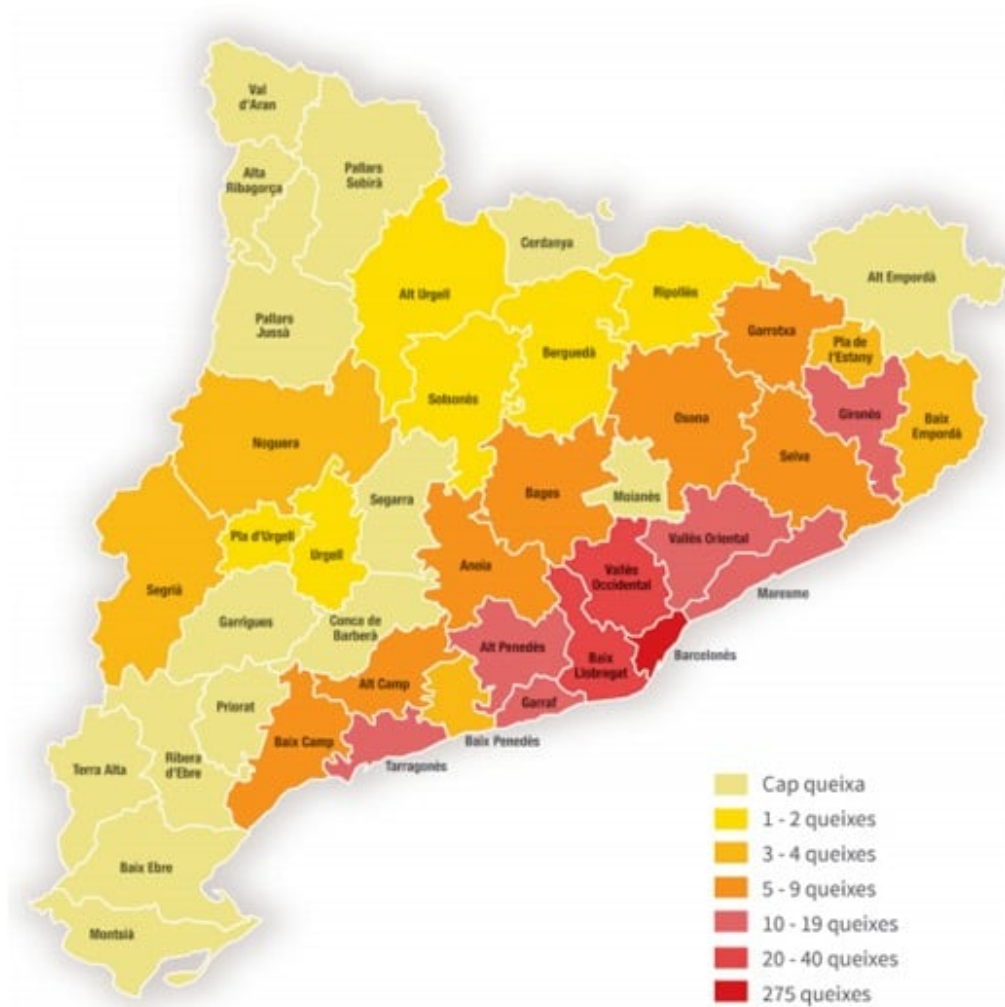 Val
d'Aran
Alta
Ribagorça
Pallars
Sobirà
Cerdanya
Alt Empordà
Alt Urgell
Ripollès
Pallars
Jussà
Garrotxa
Pla de
l'Estany
Berguedà
Solsonès
Osona
Gironès
Baix
Empordà
Noguera
Selva
Segarra
Bages
Moianès
Pla d'Urgell
Urgell
Vallès Oriental
Anoia
Vallès
Occidental
Segrià
Maresme
Garrigues
Conca de
Barberà
Alt Penedès
Barcelonès
Baix
Llobregat
Alt Camp
Priorat
Garraf
Baix Camp
Baix Penedès
Ribera
d'Ebre
Tarragonès
Terra Alta
Baix Ebre
Montsià
Cap queixa
1 - 2 queixes
3 - 4 queixes
5 - 9 queixes
10 - 19 queixes
20 - 40 queixes
275 queixes